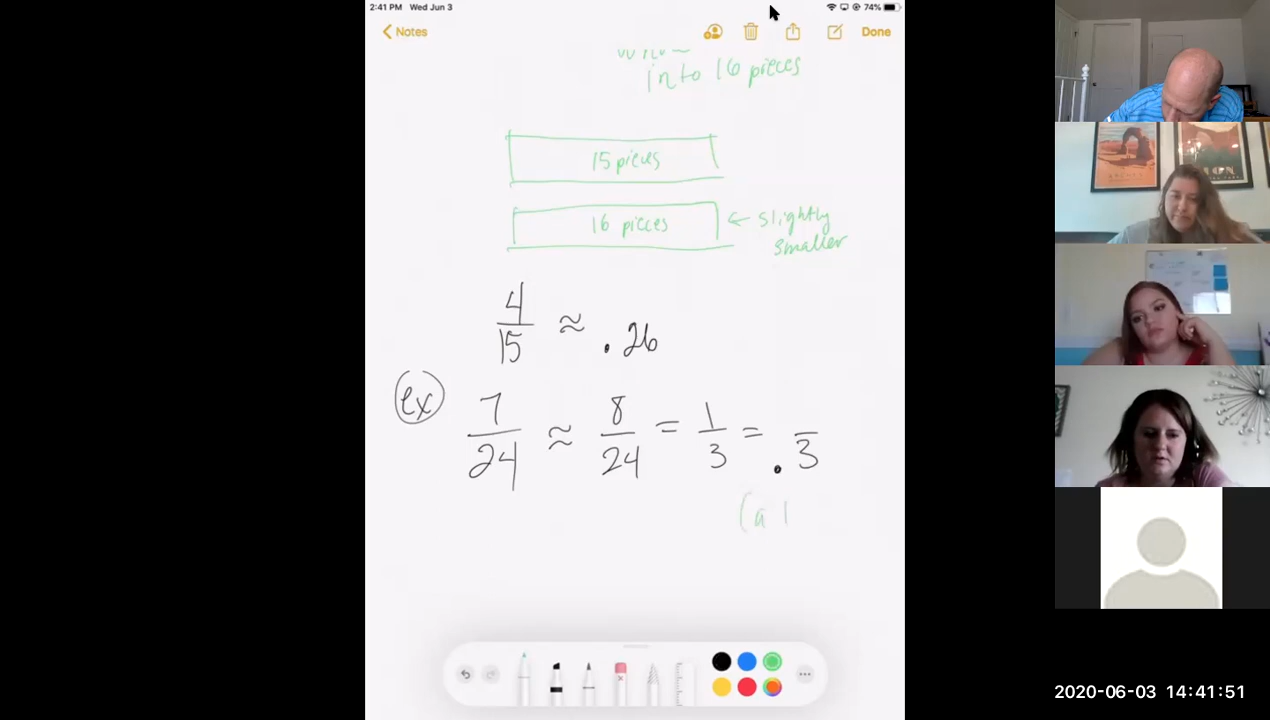 2:41 PM Wed Jun 3
74%
Notes
Done
into 16 pieces
15 pieces
16 pieces ← slightly
smaller
4/15 ≈ .26
ex 7/24 ≈ 8/24 = 1/3 = .3̅
(a l
2020-06-03 14:41:51